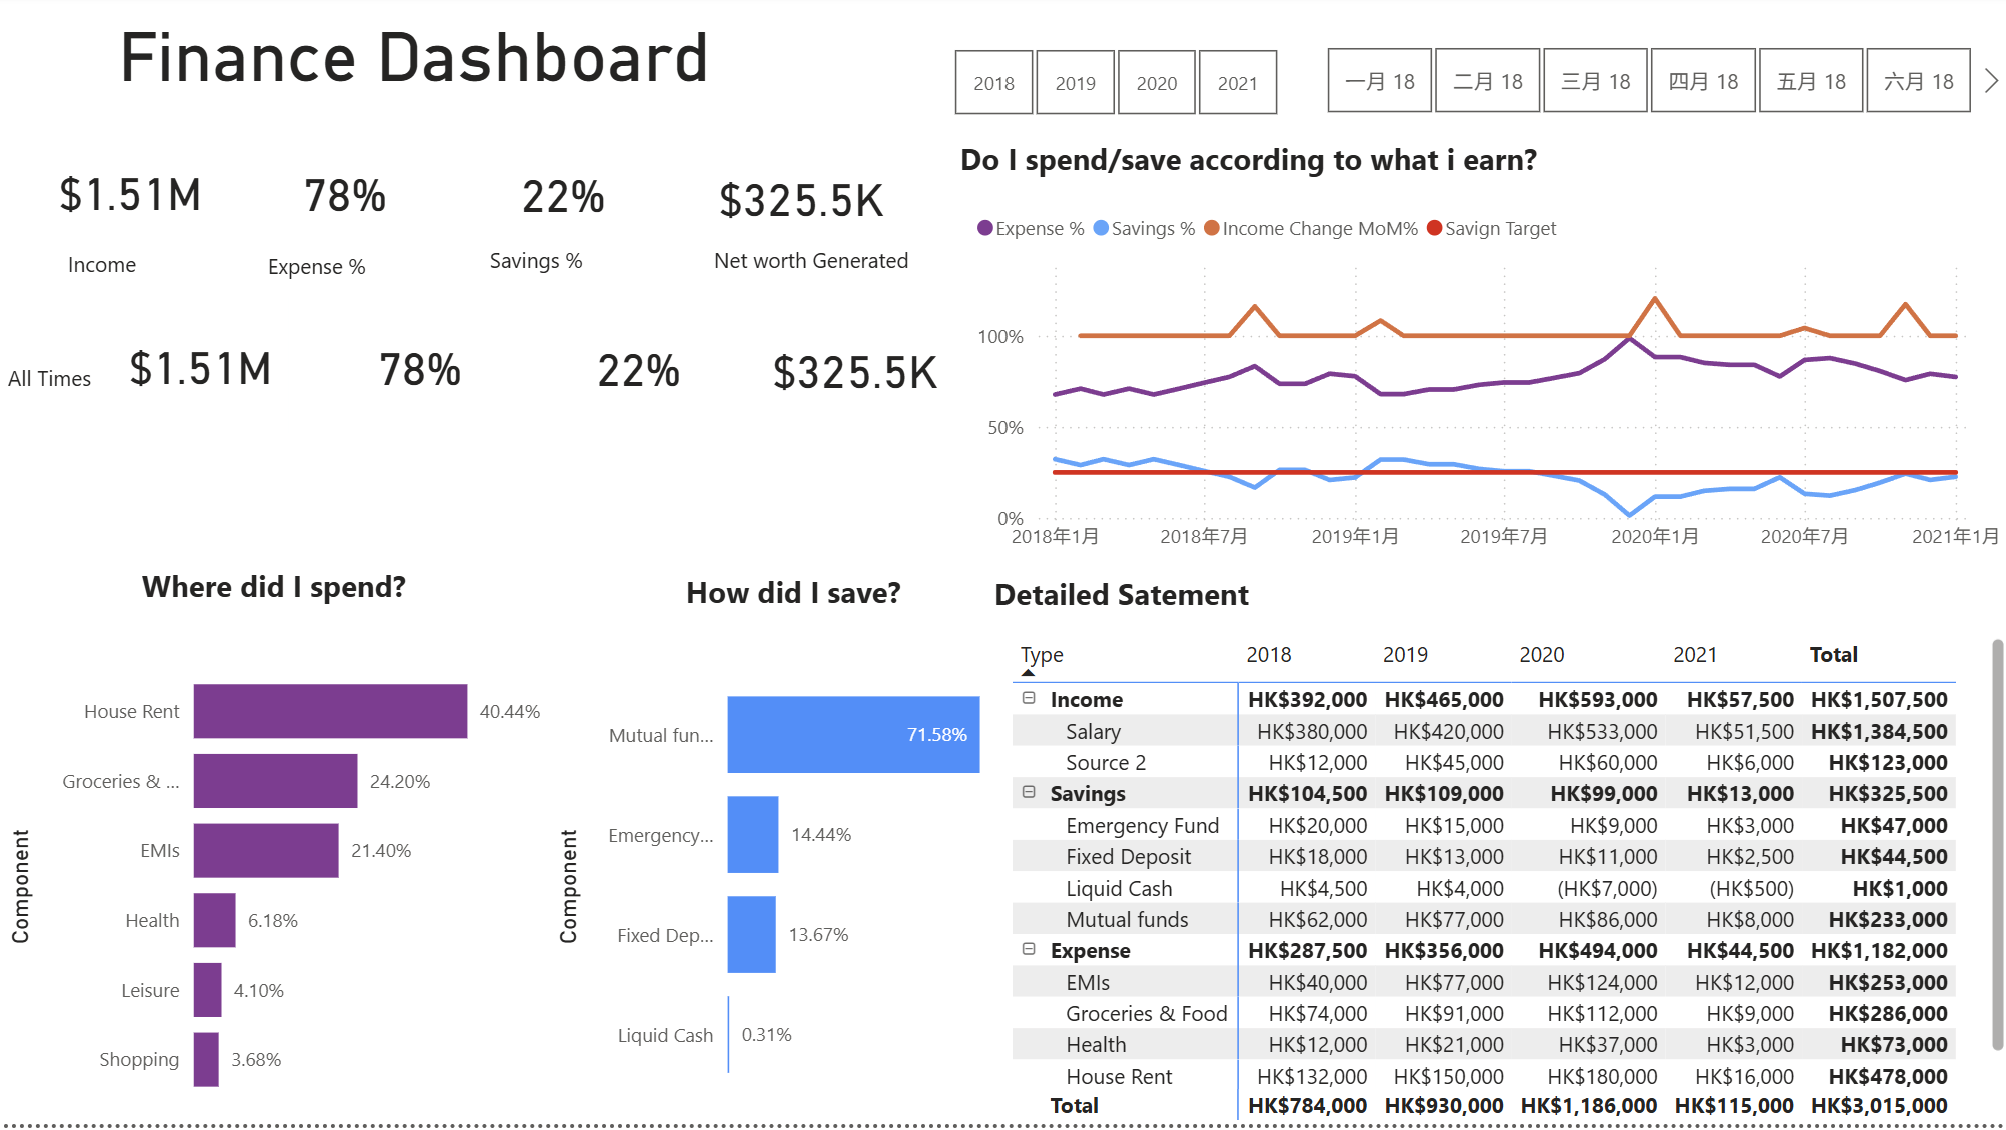 Finance Dashboard
2018 2019 2020 2021
一月 18 二月 18 三月 18 四月 18 五月 18 六月 18
$1.51M 78% 22% $325.5K
Income Expense % Savings % Net worth Generated
All Times $1.51M 78% 22% $325.5K
Do I spend/save according to what i earn?
Expense % Savings % Income Change MoM% Savign Target
100%
50%
0%
2018年1月 2018年7月 2019年1月 2019年7月 2020年1月 2020年7月 2021年1月
Where did I spend?
Component
House Rent 40.44%
Groceries & ... 24.20%
EMIs 21.40%
Health 6.18%
Leisure 4.10%
Shopping 3.68%
How did I save?
Component
Mutual fun... 71.58%
Emergency... 14.44%
Fixed Dep... 13.67%
Liquid Cash 0.31%
Detailed Satement
Type 2018 2019 2020 2021 Total
Income HK$392,000 HK$465,000 HK$593,000 HK$57,500 HK$1,507,500
Salary HK$380,000 HK$420,000 HK$533,000 HK$51,500 HK$1,384,500
Source 2 HK$12,000 HK$45,000 HK$60,000 HK$6,000 HK$123,000
Savings HK$104,500 HK$109,000 HK$99,000 HK$13,000 HK$325,500
Emergency Fund HK$20,000 HK$15,000 HK$9,000 HK$3,000 HK$47,000
Fixed Deposit HK$18,000 HK$13,000 HK$11,000 HK$2,500 HK$44,500
Liquid Cash HK$4,500 HK$4,000 (HK$7,000) (HK$500) HK$1,000
Mutual funds HK$62,000 HK$77,000 HK$86,000 HK$8,000 HK$233,000
Expense HK$287,500 HK$356,000 HK$494,000 HK$44,500 HK$1,182,000
EMIs HK$40,000 HK$77,000 HK$124,000 HK$12,000 HK$253,000
Groceries & Food HK$74,000 HK$91,000 HK$112,000 HK$9,000 HK$286,000
Health HK$12,000 HK$21,000 HK$37,000 HK$3,000 HK$73,000
House Rent HK$132,000 HK$150,000 HK$180,000 HK$16,000 HK$478,000
Total HK$784,000 HK$930,000 HK$1,186,000 HK$115,000 HK$3,015,000